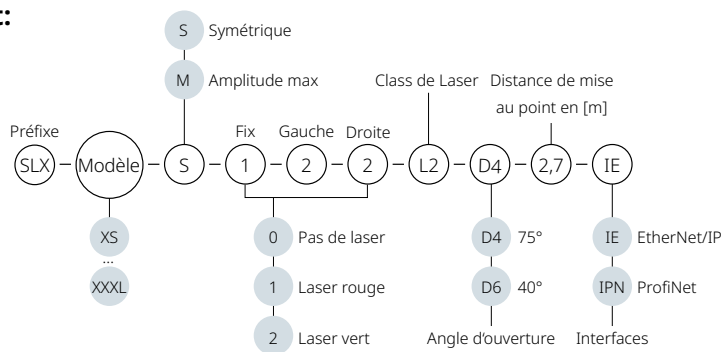 t:
S Symétrique
M Amplitude max
Class de Laser
Distance de mise
au point en [m]
Préfixe
Fix
Gauche
Droite
SLX – Modèle – S – 1 – 2 – 2 – L2 – D4 – 2,7 – IE
XS
...
XXXL
0 Pas de laser
1 Laser rouge
2 Laser vert
D4 75°
D6 40°
Angle d'ouverture
IE EtherNet/IP
IPN ProfiNet
Interfaces